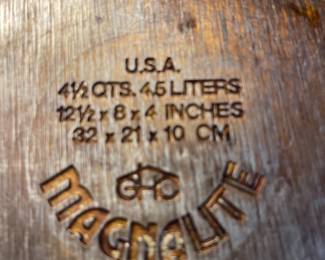 U.S.A.
4½ QTS. 4.5 LITERS
12½ x 8 x 4 INCHES
32 x 21 x 10 CM
GHC
MAGNALITE